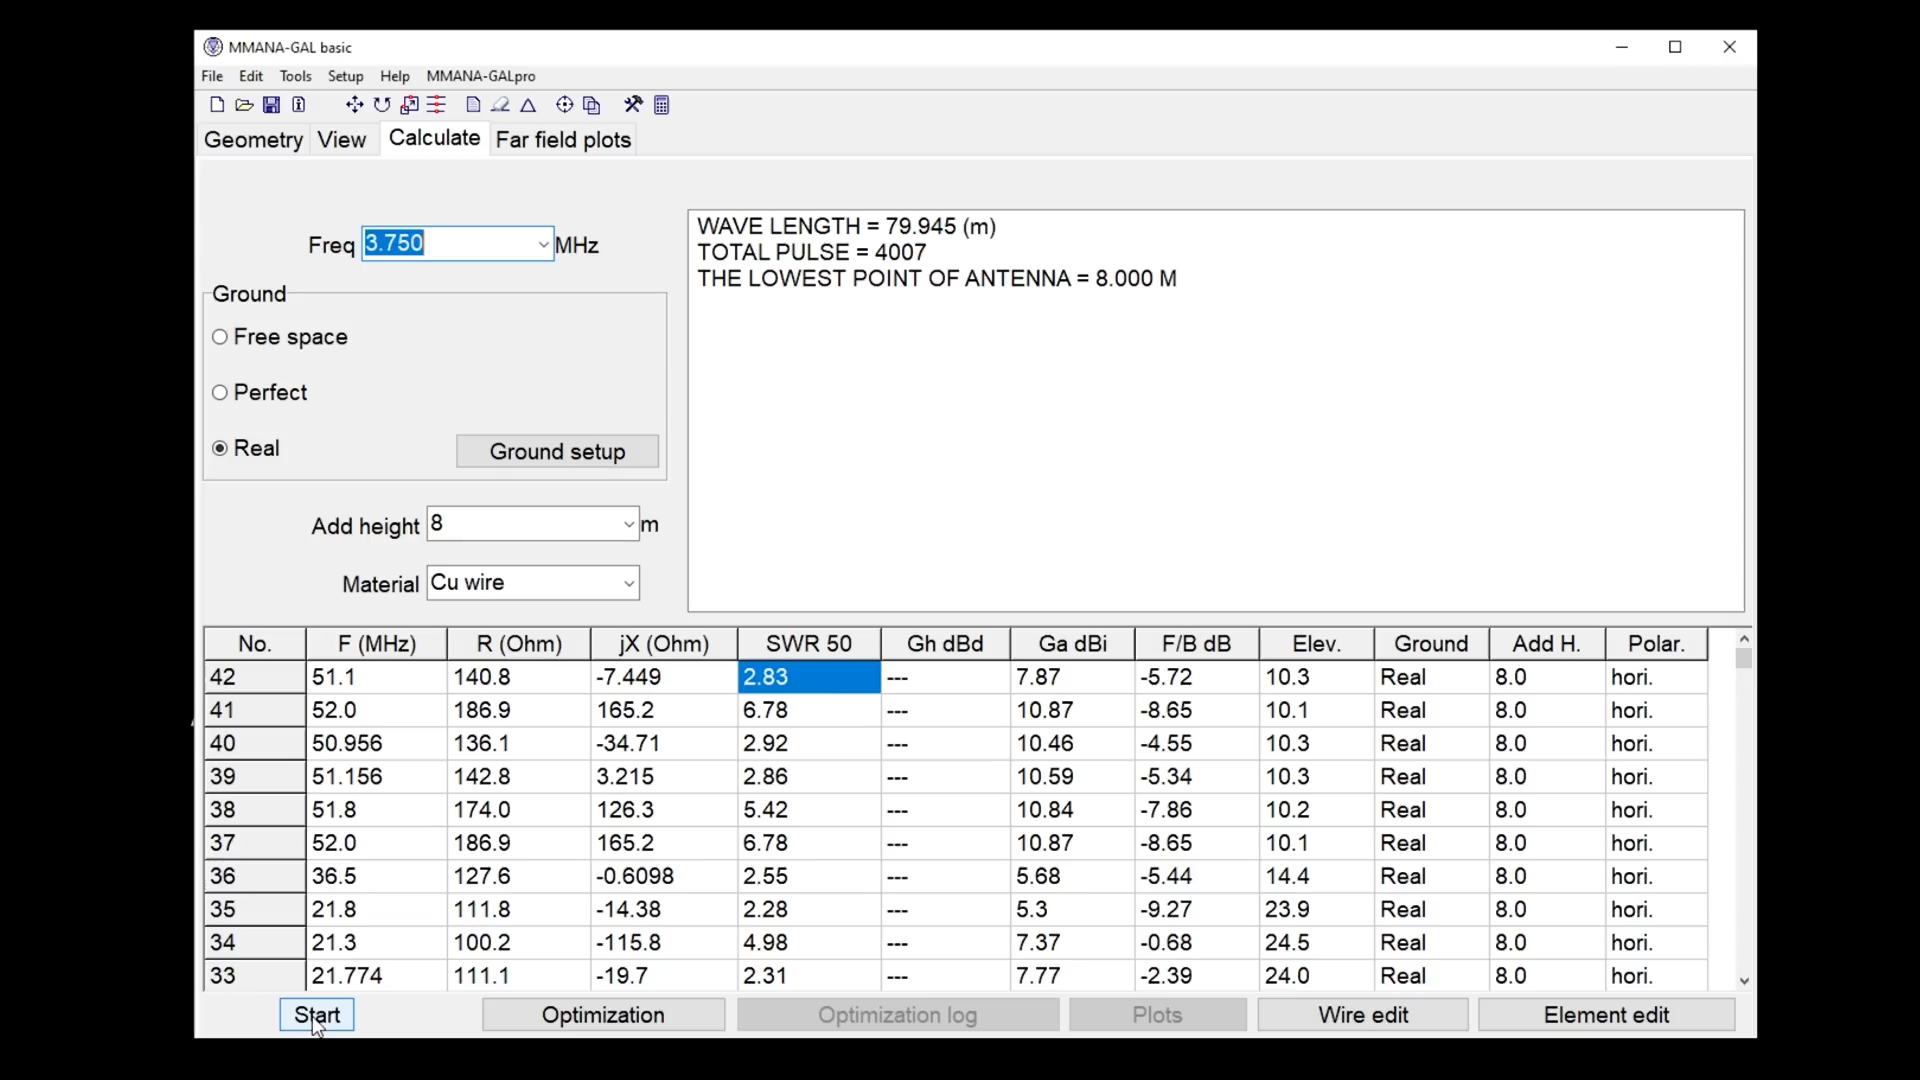 MMANA-GAL basic
File Edit Tools Setup Help MMANA-GALpro
Geometry View Calculate Far field plots
Freq 3.750 MHz
Ground
Free space
Perfect
Real Ground setup
Add height 8 m
Material Cu wire
WAVE LENGTH = 79.945 (m)
TOTAL PULSE = 4007
THE LOWEST POINT OF ANTENNA = 8.000 M
No. F (MHz) R (Ohm) jX (Ohm) SWR 50 Gh dBd Ga dBi F/B dB Elev. Ground Add H. Polar.
42 51.1 140.8 -7.449 2.83 --- 7.87 -5.72 10.3 Real 8.0 hori.
41 52.0 186.9 165.2 6.78 --- 10.87 -8.65 10.1 Real 8.0 hori.
40 50.956 136.1 -34.71 2.92 --- 10.46 -4.55 10.3 Real 8.0 hori.
39 51.156 142.8 3.215 2.86 --- 10.59 -5.34 10.3 Real 8.0 hori.
38 51.8 174.0 126.3 5.42 --- 10.84 -7.86 10.2 Real 8.0 hori.
37 52.0 186.9 165.2 6.78 --- 10.87 -8.65 10.1 Real 8.0 hori.
36 36.5 127.6 -0.6098 2.55 --- 5.68 -5.44 14.4 Real 8.0 hori.
35 21.8 111.8 -14.38 2.28 --- 5.3 -9.27 23.9 Real 8.0 hori.
34 21.3 100.2 -115.8 4.98 --- 7.37 -0.68 24.5 Real 8.0 hori.
33 21.774 111.1 -19.7 2.31 --- 7.77 -2.39 24.0 Real 8.0 hori.
Start Optimization Optimization log Plots Wire edit Element edit